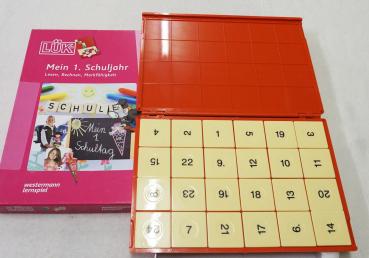 LÜK
Mein 1. Schuljahr
Lesen, Rechnen, Merkfähigkeit
SCHULE
Mein
1.
Schultag
westermann
lernspiel
4 2 1 5 19 3
15 22 9. 12 10 11
8 23 16 18 13 20
24 7 21 17 6. 14